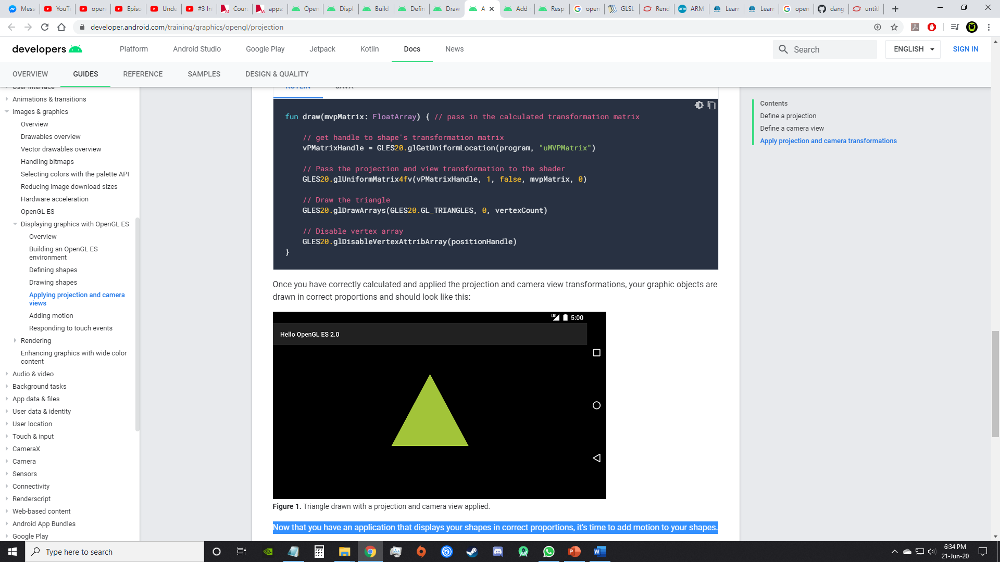 Mess
YouT
open
Episo
Unde
#3 In
Cours
apps.
Open
Displ
Build
Defin
Draw
A
Add
Resp
open
GLSL
Rend
ARM
Learn
Learn
open
dang
untitl
developer.android.com/training/graphics/opengl/projection
developers
Platform
Android Studio
Google Play
Jetpack
Kotlin
Docs
News
Search
ENGLISH
SIGN IN
OVERVIEW
GUIDES
REFERENCE
SAMPLES
DESIGN & QUALITY
User interface
Animations & transitions
Images & graphics
Overview
Drawables overview
Vector drawables overview
Handling bitmaps
Selecting colors with the palette API
Reducing image download sizes
Hardware acceleration
OpenGL ES
Displaying graphics with OpenGL ES
Overview
Building an OpenGL ES
environment
Defining shapes
Drawing shapes
Applying projection and camera
views
Adding motion
Responding to touch events
Rendering
Enhancing graphics with wide color
content
Audio & video
Background tasks
App data & files
User data & identity
User location
Touch & input
CameraX
Camera
Sensors
Connectivity
Renderscript
Web-based content
Android App Bundles
Google Play
KOTLIN
JAVA
fun draw(mvpMatrix: FloatArray) { // pass in the calculated transformation matrix
// get handle to shape's transformation matrix
vPMatrixHandle = GLES20.glGetUniformLocation(program, "uMVPMatrix")
// Pass the projection and view transformation to the shader
GLES20.glUniformMatrix4fv(vPMatrixHandle, 1, false, mvpMatrix, 0)
// Draw the triangle
GLES20.glDrawArrays(GLES20.GL_TRIANGLES, 0, vertexCount)
// Disable vertex array
GLES20.glDisableVertexAttribArray(positionHandle)
}
Once you have correctly calculated and applied the projection and camera view transformations, your graphic objects are
drawn in correct proportions and should look like this:
LTE 5:00
Hello OpenGL ES 2.0
Figure 1. Triangle drawn with a projection and camera view applied.
Now that you have an application that displays your shapes in correct proportions, it's time to add motion to your shapes.
Contents
Define a projection
Define a camera view
Apply projection and camera transformations
Type here to search
6:34 PM
21-Jun-20